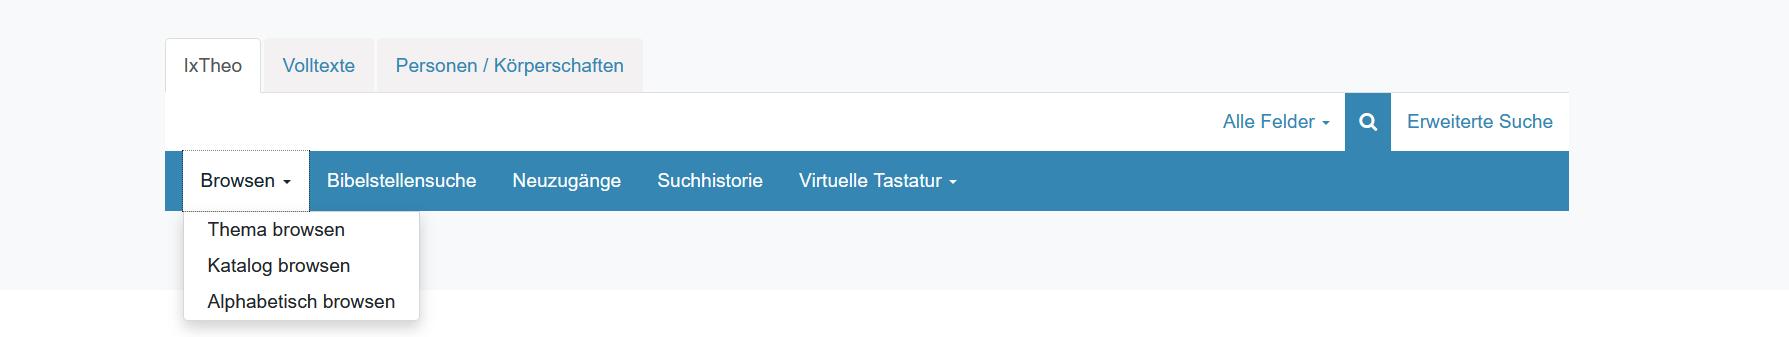 IxTheo Volltexte Personen / Körperschaften
Alle Felder Erweiterte Suche
Browsen Bibelstellensuche Neuzugänge Suchhistorie Virtuelle Tastatur
Thema browsen
Katalog browsen
Alphabetisch browsen